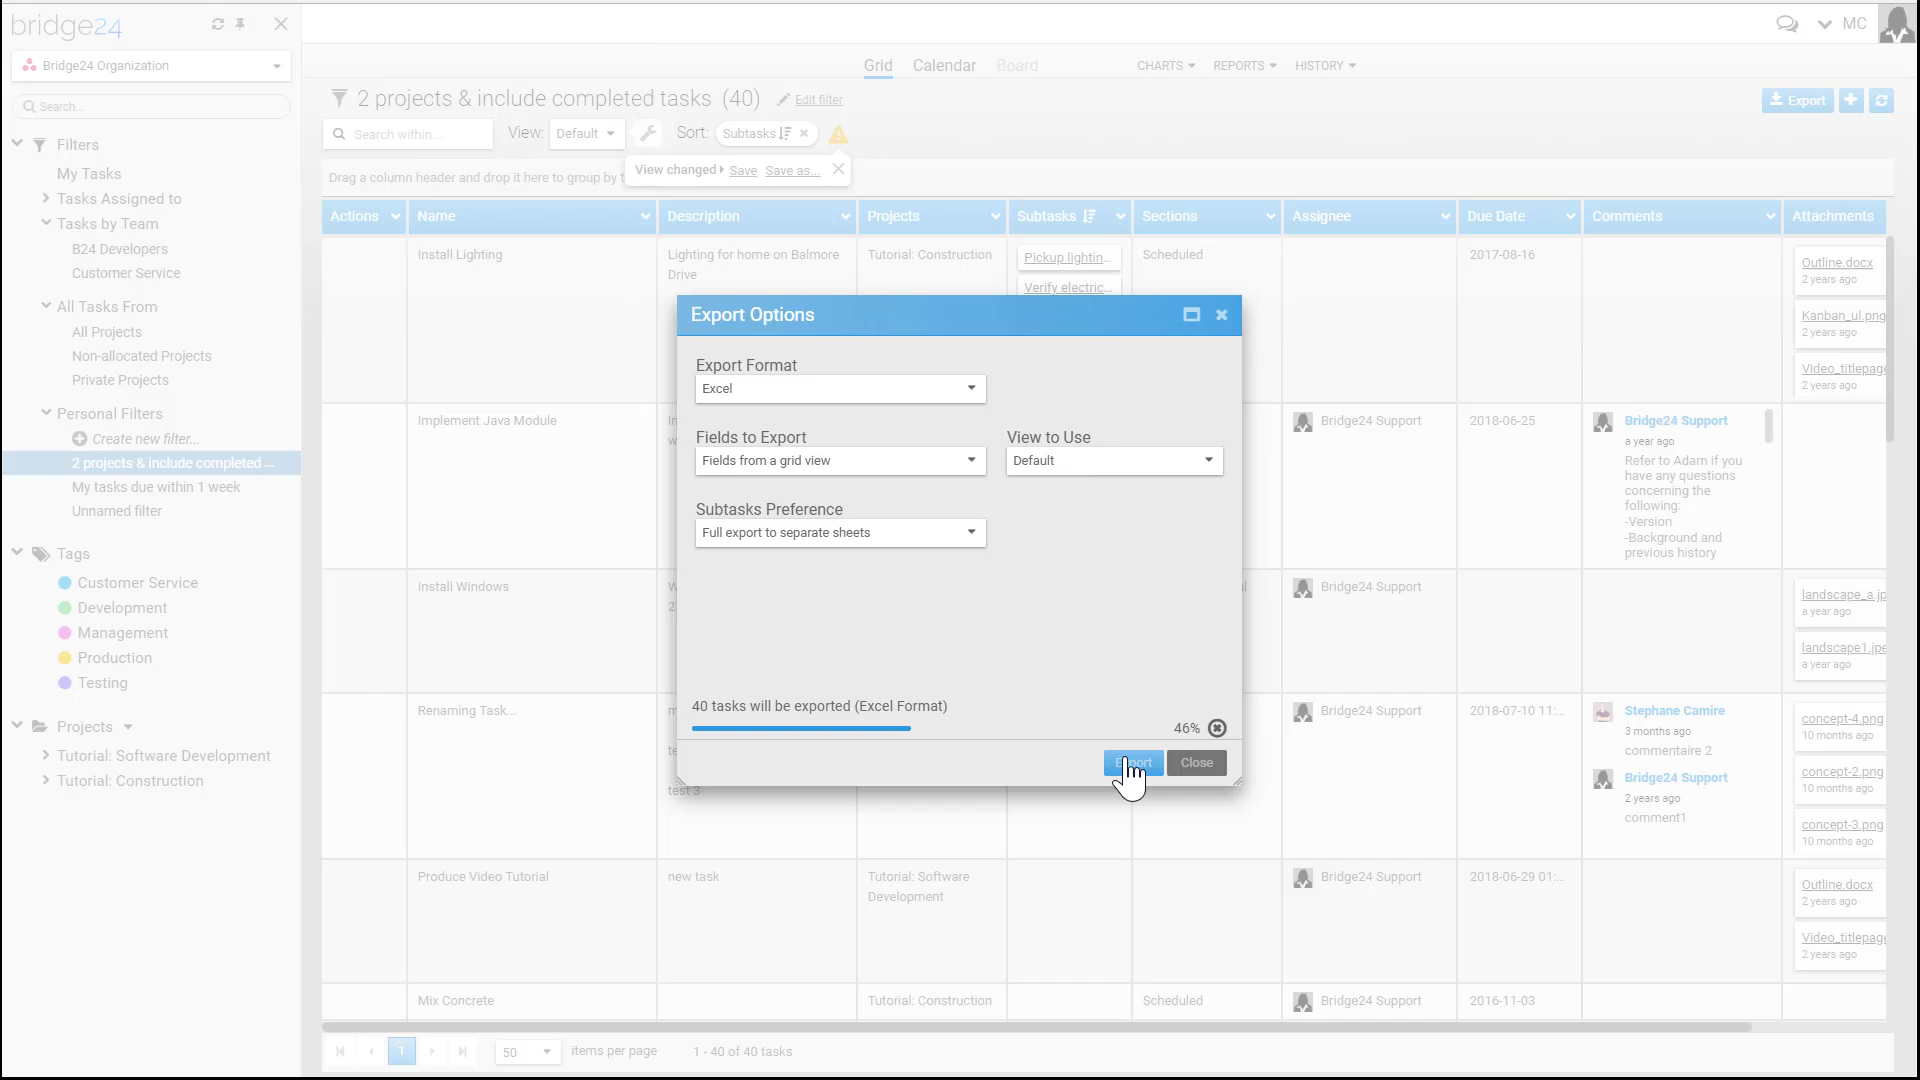 bridge24
MC
Bridge24 Organization
Search...
Filters
My Tasks
Tasks Assigned to
Tasks by Team
B24 Developers
Customer Service
All Tasks From
All Projects
Non-allocated Projects
Private Projects
Personal Filters
Create new filter...
2 projects & include completed ...
My tasks due within 1 week
Unnamed filter
Tags
Customer Service
Development
Management
Production
Testing
Projects
Tutorial: Software Development
Tutorial: Construction
Grid Calendar Board CHARTS REPORTS HISTORY
2 projects & include completed tasks (40) Edit filter Export
Search within... View: Default Sort: Subtasks
View changed Save Save as...
Drag a column header and drop it here to group by t
Actions Name Description Projects Subtasks Sections Assignee Due Date Comments Attachments
Install Lighting
Lighting for home on Balmore
Drive
Tutorial: Construction
Pickup lightin...
Verify electric...
Scheduled
2017-08-16
Outline.docx
2 years ago
Kanban_ul.png
2 years ago
Video_titlepage
2 years ago
Implement Java Module
Bridge24 Support
2018-06-25
Bridge24 Support
a year ago
Refer to Adam if you
have any questions
concerning the
following:
-Version
-Background and
previous history
Install Windows
Bridge24 Support
landscape_a.jp
a year ago
landscape1.jpe
a year ago
Renaming Task...
test 3
Bridge24 Support
2018-07-10 11:...
Stephane Camire
3 months ago
commentaire 2
Bridge24 Support
2 years ago
comment1
concept-4.png
10 months ago
concept-2.png
10 months ago
concept-3.png
10 months ago
Produce Video Tutorial
new task
Tutorial: Software
Development
Bridge24 Support
2018-06-29 01:...
Outline.docx
2 years ago
Video_titlepage
2 years ago
Mix Concrete
Tutorial: Construction
Scheduled
Bridge24 Support
2016-11-03
1 50 items per page 1 - 40 of 40 tasks
Export Options
Export Format
Excel
Fields to Export View to Use
Fields from a grid view Default
Subtasks Preference
Full export to separate sheets
40 tasks will be exported (Excel Format)
46%
Export Close